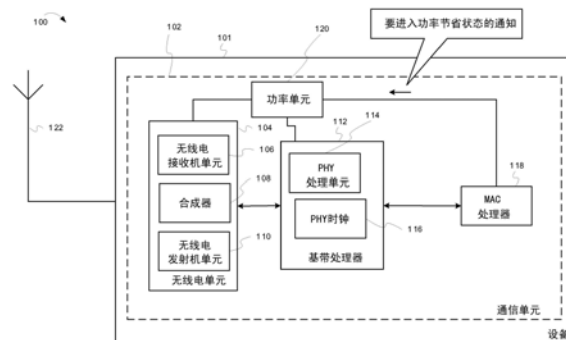 100
101
102
120
要进入功率节省状态的通知
功率单元
104
112
114
122
无线电
接收机单元
106
PHY
处理单元
108
118
合成器
MAC
处理器
PHY时钟
116
无线电
发射机单元
110
无线电单元
基带处理器
通信单元
设备